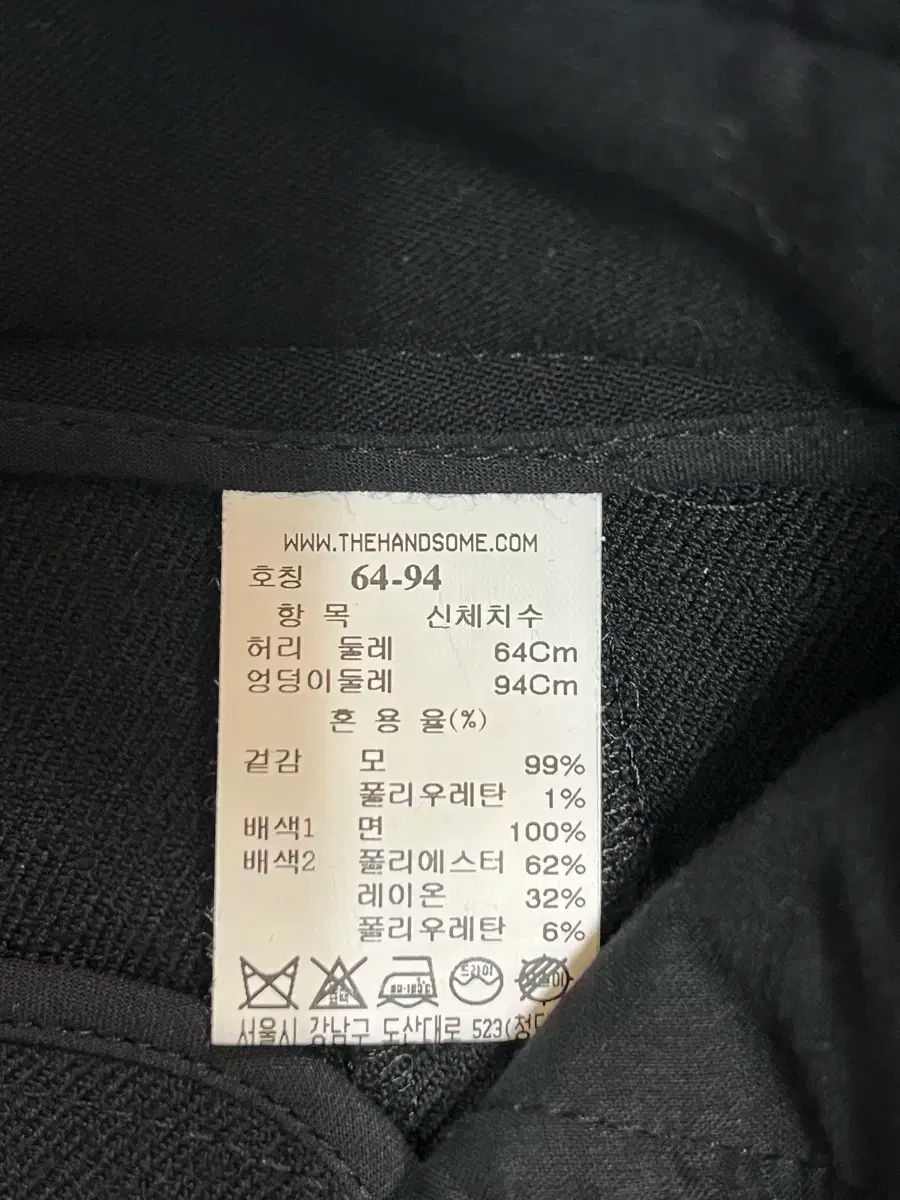 WWW.THEHANDSOME.COM
호칭 64-94
항 목 신체치수
허리 둘레 64Cm
엉덩이둘레 94Cm
혼 용 율(%)
겉감 모 99%
폴리우레탄 1%
배색1 면 100%
배색2 폴리에스터 62%
레이온 32%
폴리우레탄 6%
드라이
서울시 강남구 도산대로 523(청담